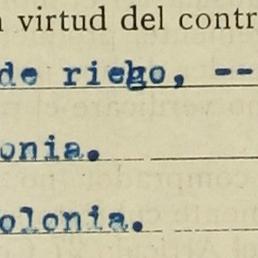 n virtud del contr
de riego, --
onia.
olonia.